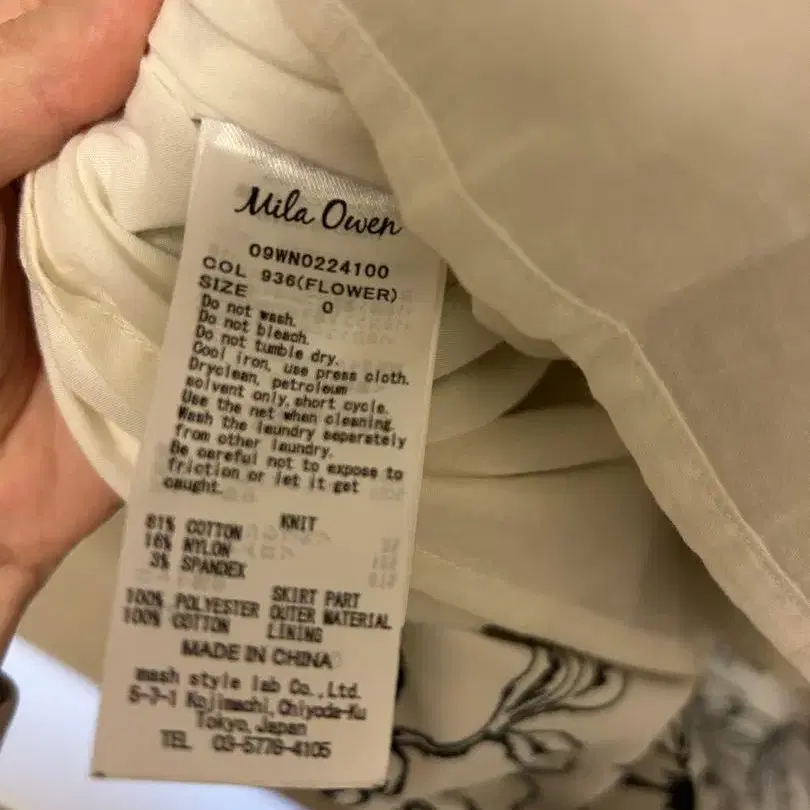 Mila Owen
09WN0224100
COL 936(FLOWER)
SIZE 0
Do not wash.
Do not bleach.
Do not tumble dry.
Cool iron, use press cloth.
Dryclean, petroleum
solvent only,short cycle.
Use the net when cleaning.
Wash the laundry separately
from other laundry.
Be careful not to expose to
friction or let it get
caught.
KNIT
81% COTTON
16% NYLON
3% SPANDEX
SKIRT PART
100% POLYESTER OUTER MATERIAL
100% COTTON LINING
MADE IN CHINA
mash style lab Co.,Ltd.
5-7-1 Kojimachi,Chiyoda-Ku
Tokyo,Japan
TEL 03-5778-4105